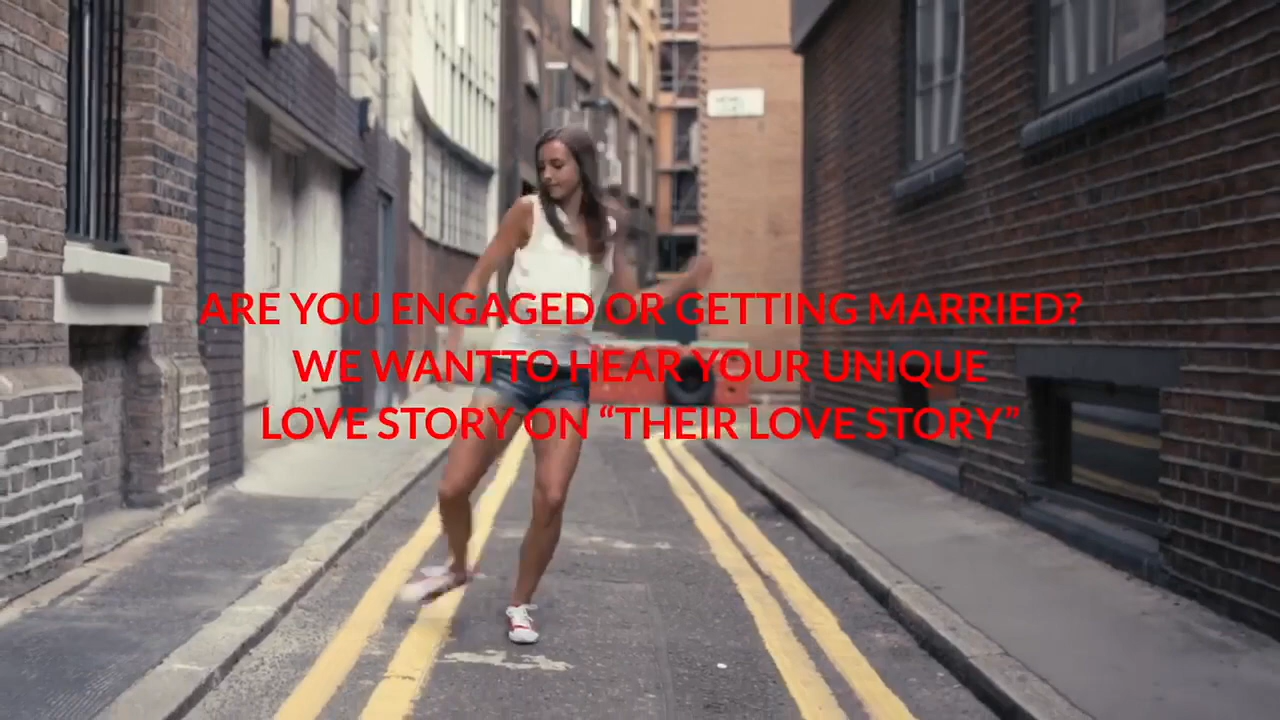 ARE YOU ENGAGED OR GETTING MARRIED?
WE WANTTO HEAR YOUR UNIQUE
LOVE STORY ON “THEIR LOVE STORY”